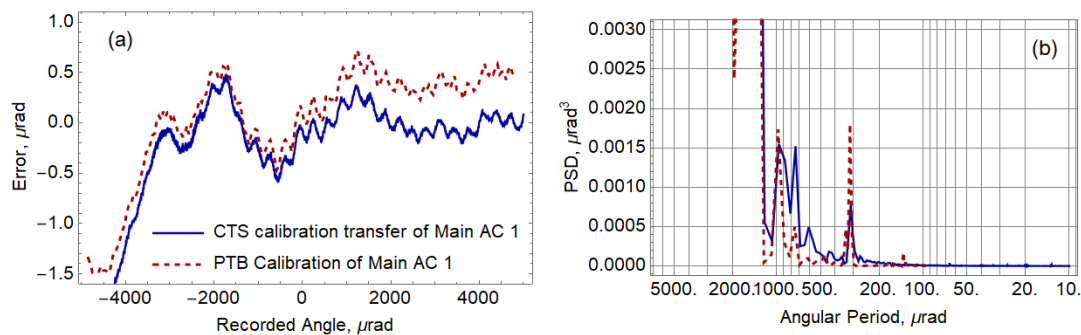 (a)
Error, μrad
1.0
0.5
0.0
−0.5
−1.0
−1.5
−4000 −2000 0 2000 4000
Recorded Angle, μrad
CTS calibration transfer of Main AC 1
PTB Calibration of Main AC 1
(b)
PSD, μrad³
0.0030
0.0025
0.0020
0.0015
0.0010
0.0005
0.0000
5000. 2000.1000. 500. 200. 100. 50. 20. 10.
Angular Period, μrad